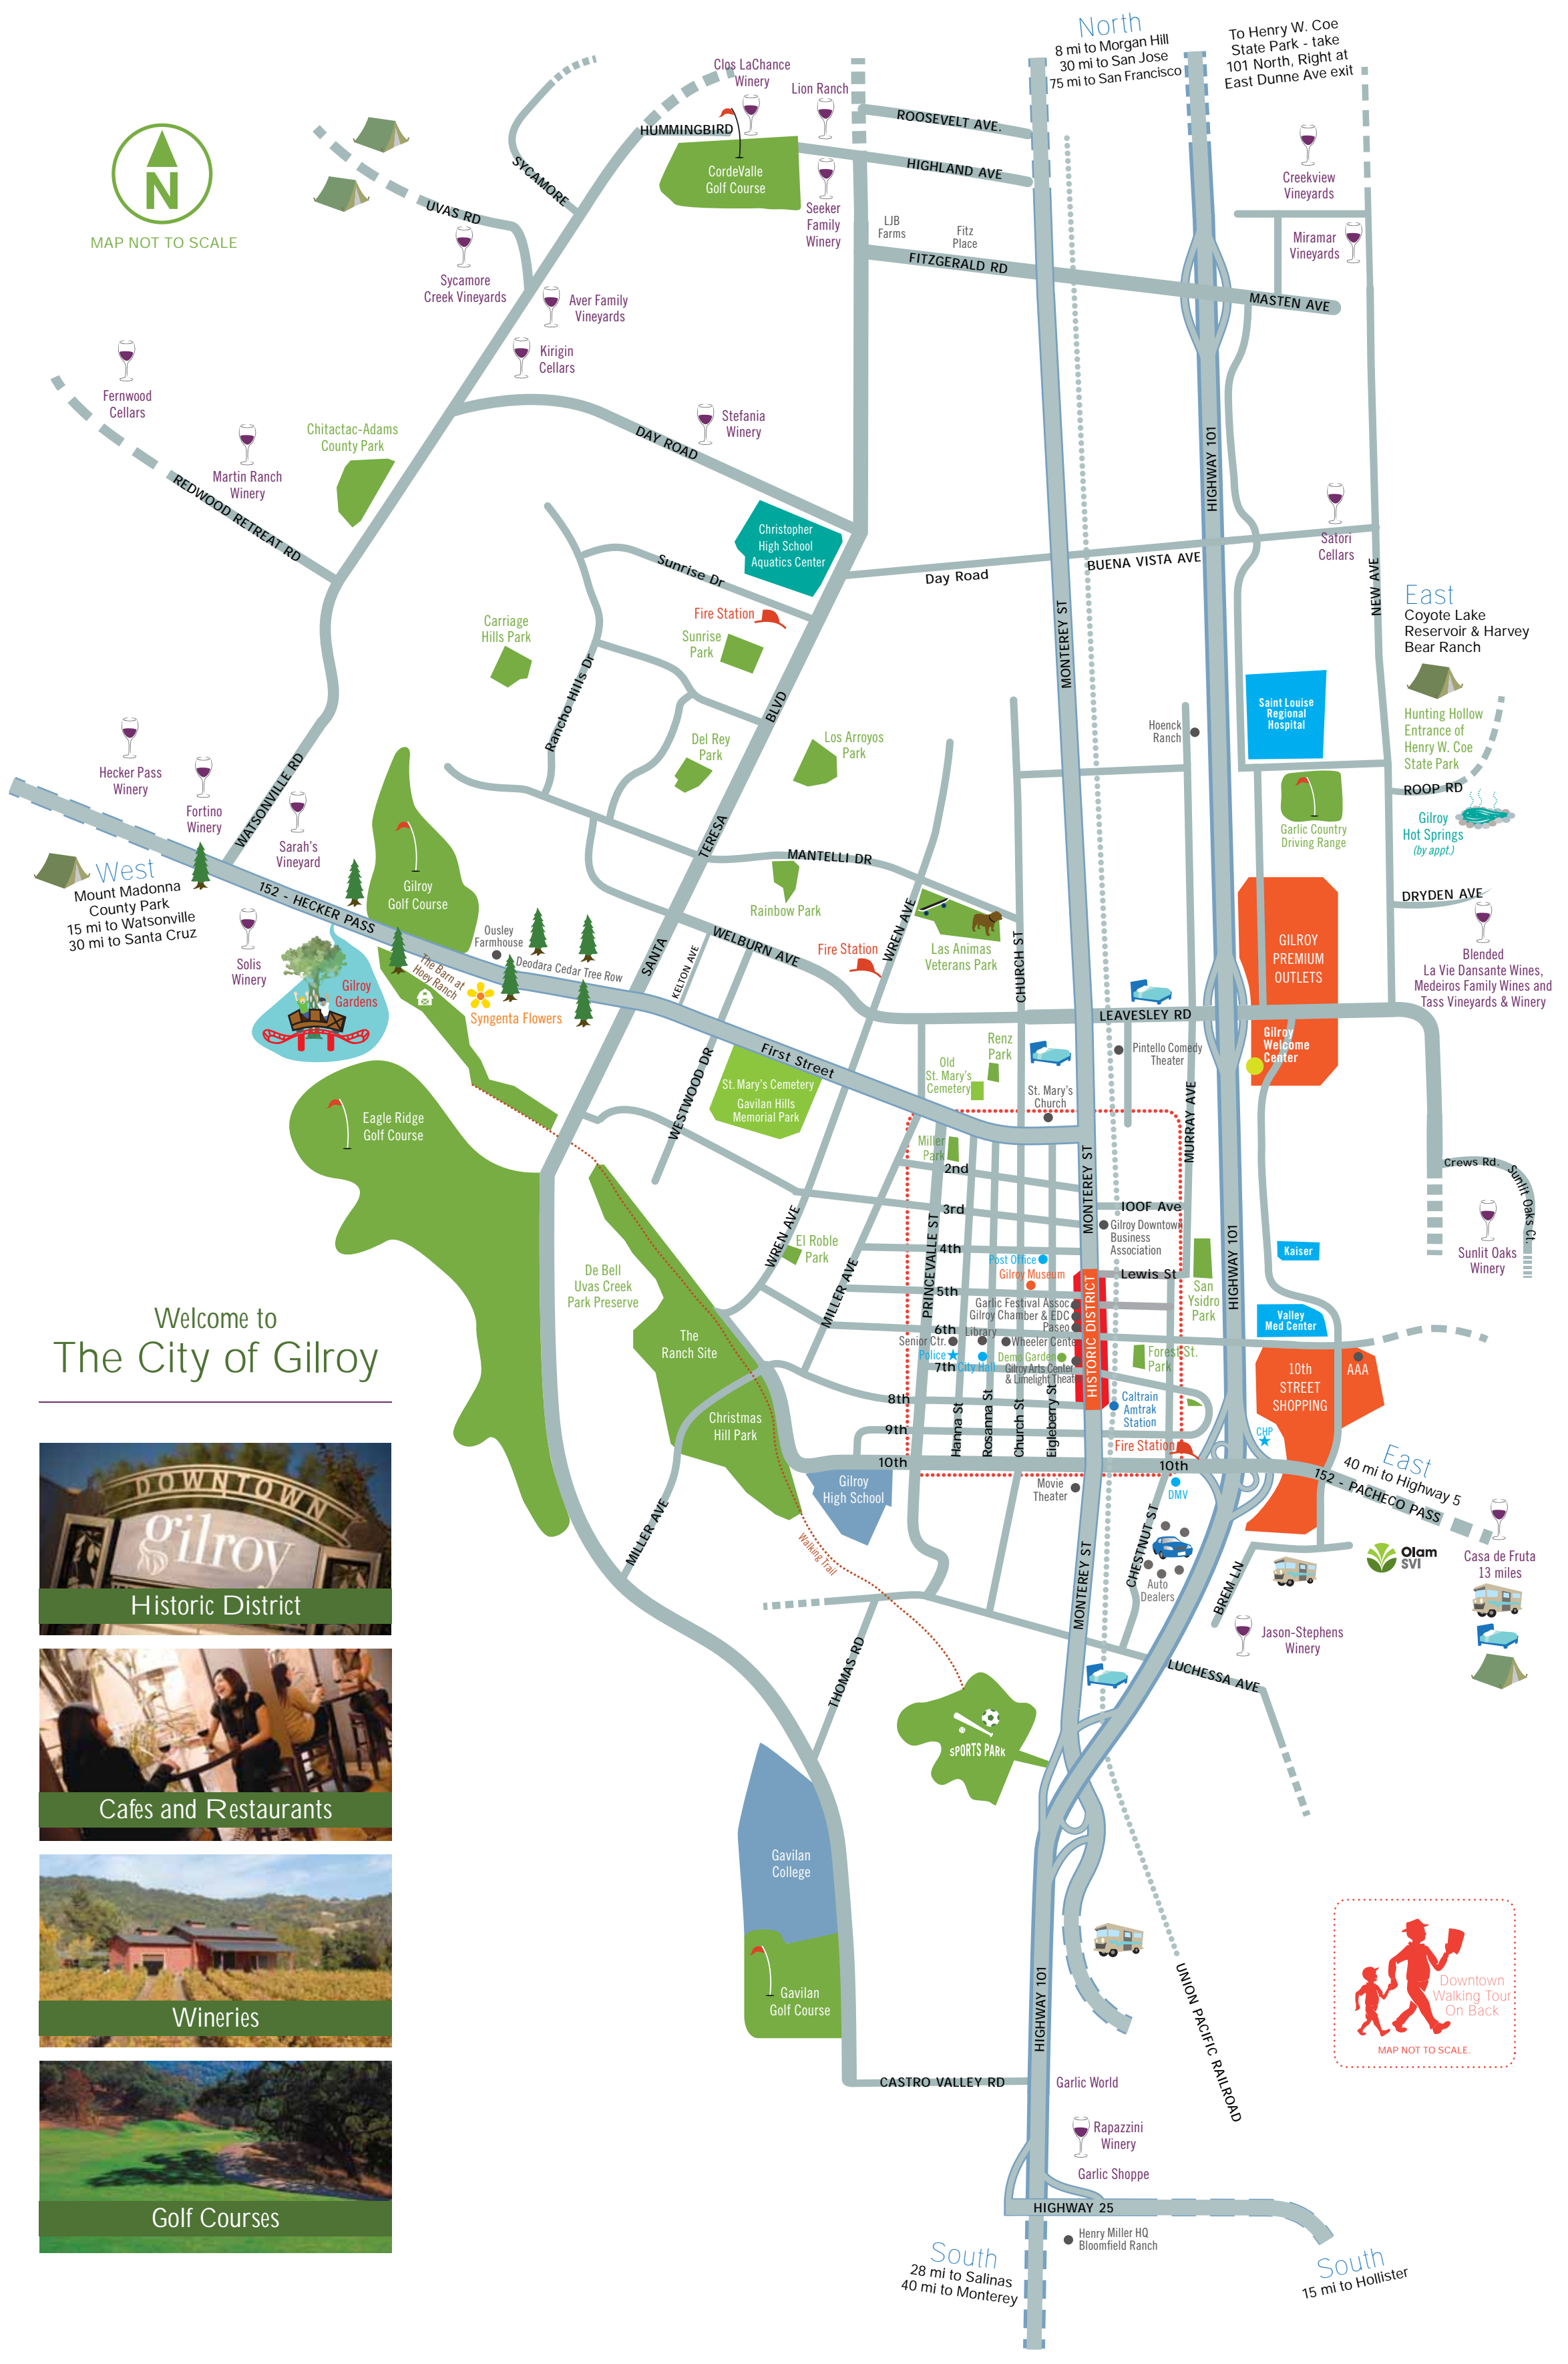 North
8 mi to Morgan Hill
30 mi to San Jose
75 mi to San Francisco
To Henry W. Coe
State Park - take
101 North, Right at
East Dunne Ave exit
Clos LaChance
Winery
Lion Ranch
HUMMINGBIRD
ROOSEVELT AVE.
HIGHLAND AVE
CordeValle
Golf Course
SYCAMORE
UVAS RD
N
MAP NOT TO SCALE
Seeker
Family
Winery
LJB
Farms
Fitz
Place
FITZGERALD RD
MASTEN AVE
Creekview
Vineyards
Miramar
Vineyards
Sycamore
Creek Vineyards
Aver Family
Vineyards
Kirigin
Cellars
Fernwood
Cellars
Martin Ranch
Winery
Chitactac-Adams
County Park
REDWOOD RETREAT RD
Stefania
Winery
DAY ROAD
HIGHWAY 101
Christopher
High School
Aquatics Center
Satori
Cellars
Day Road
BUENA VISTA AVE
NEW AVE
Sunrise Dr
Fire Station
Sunrise
Park
Carriage
Hills Park
Rancho Hills Dr
MONTEREY ST
East
Coyote Lake
Reservoir & Harvey
Bear Ranch
Hunting Hollow
Entrance of
Henry W. Coe
State Park
ROOP RD
Gilroy
Hot Springs
(by appt.)
Saint Louise
Regional
Hospital
Hoenck
Ranch
Garlic Country
Driving Range
DRYDEN AVE
Blended
La Vie Dansante Wines,
Medeiros Family Wines and
Tass Vineyards & Winery
Del Rey
Park
Los Arroyos
Park
BLVD
TERESA
SANTA
MANTELLI DR
Rainbow Park
WELBURN AVE
Fire Station
WREN AVE
Las Animas
Veterans Park
CHURCH ST
KELTON AVE
Hecker Pass
Winery
Fortino
Winery
Sarah's
Vineyard
WATSONVILLE RD
West
Mount Madonna
County Park
15 mi to Watsonville
30 mi to Santa Cruz
152 - HECKER PASS
Gilroy
Golf Course
Solis
Winery
Gilroy
Gardens
The Barn at
Hoey Ranch
Ousley
Farmhouse
Deodara Cedar Tree Row
Syngenta Flowers
GILROY
PREMIUM
OUTLETS
LEAVESLEY RD
Gilroy
Welcome
Center
Pintello Comedy
Theater
Renz
Park
Old
St. Mary's
Cemetery
St. Mary's
Church
First Street
St. Mary's Cemetery
Gavilan Hills
Memorial Park
WESTWOOD DR
Eagle Ridge
Golf Course
MURRAY AVE
Crews Rd.
Sunlit Oaks Ct.
Sunlit Oaks
Winery
Miller
Park
2nd
3rd
4th
5th
6th
7th
8th
9th
10th
10th
MONTEREY ST
IOOF Ave
Gilroy Downtown
Business
Association
Post Office
Gilroy Museum
Lewis St
Garlic Festival Assoc.
Gilroy Chamber & EDC
Paseo
Senior Ctr.
Library
Wheeler Center
Police
City Hall
Demo Garden
Gilroy Arts Center
& Limelight Theater
HISTORIC DISTRICT
PRINCEVALLE ST
Hanna St
Rosanna St
Church St
Eigleberry St
San
Ysidro
Park
Forest St.
Park
HIGHWAY 101
Kaiser
Valley
Med Center
10th
STREET
SHOPPING
AAA
CHP
Caltrain
Amtrak
Station
Fire Station
DMV
Movie
Theater
WREN AVE
El Roble
Park
MILLER AVE
De Bell
Uvas Creek
Park Preserve
The
Ranch Site
Christmas
Hill Park
Gilroy
High School
MILLER AVE
Walking Trail
East
40 mi to Highway 5
152 - PACHECO PASS
Casa de Fruta
13 miles
Olam
SVI
CHESTNUT ST
Auto
Dealers
BREM LN
Jason-Stephens
Winery
LUCHESSA AVE
MONTEREY ST
THOMAS RD
SPORTS PARK
Gavilan
College
Gavilan
Golf Course
HIGHWAY 101
UNION PACIFIC RAILROAD
CASTRO VALLEY RD
Garlic World
Rapazzini
Winery
Garlic Shoppe
HIGHWAY 25
Henry Miller HQ
Bloomfield Ranch
South
28 mi to Salinas
40 mi to Monterey
South
15 mi to Hollister
Downtown
Walking Tour
On Back
MAP NOT TO SCALE.
Welcome to
The City of Gilroy
DOWNTOWN
gilroy
Historic District
Cafes and Restaurants
Wineries
Golf Courses